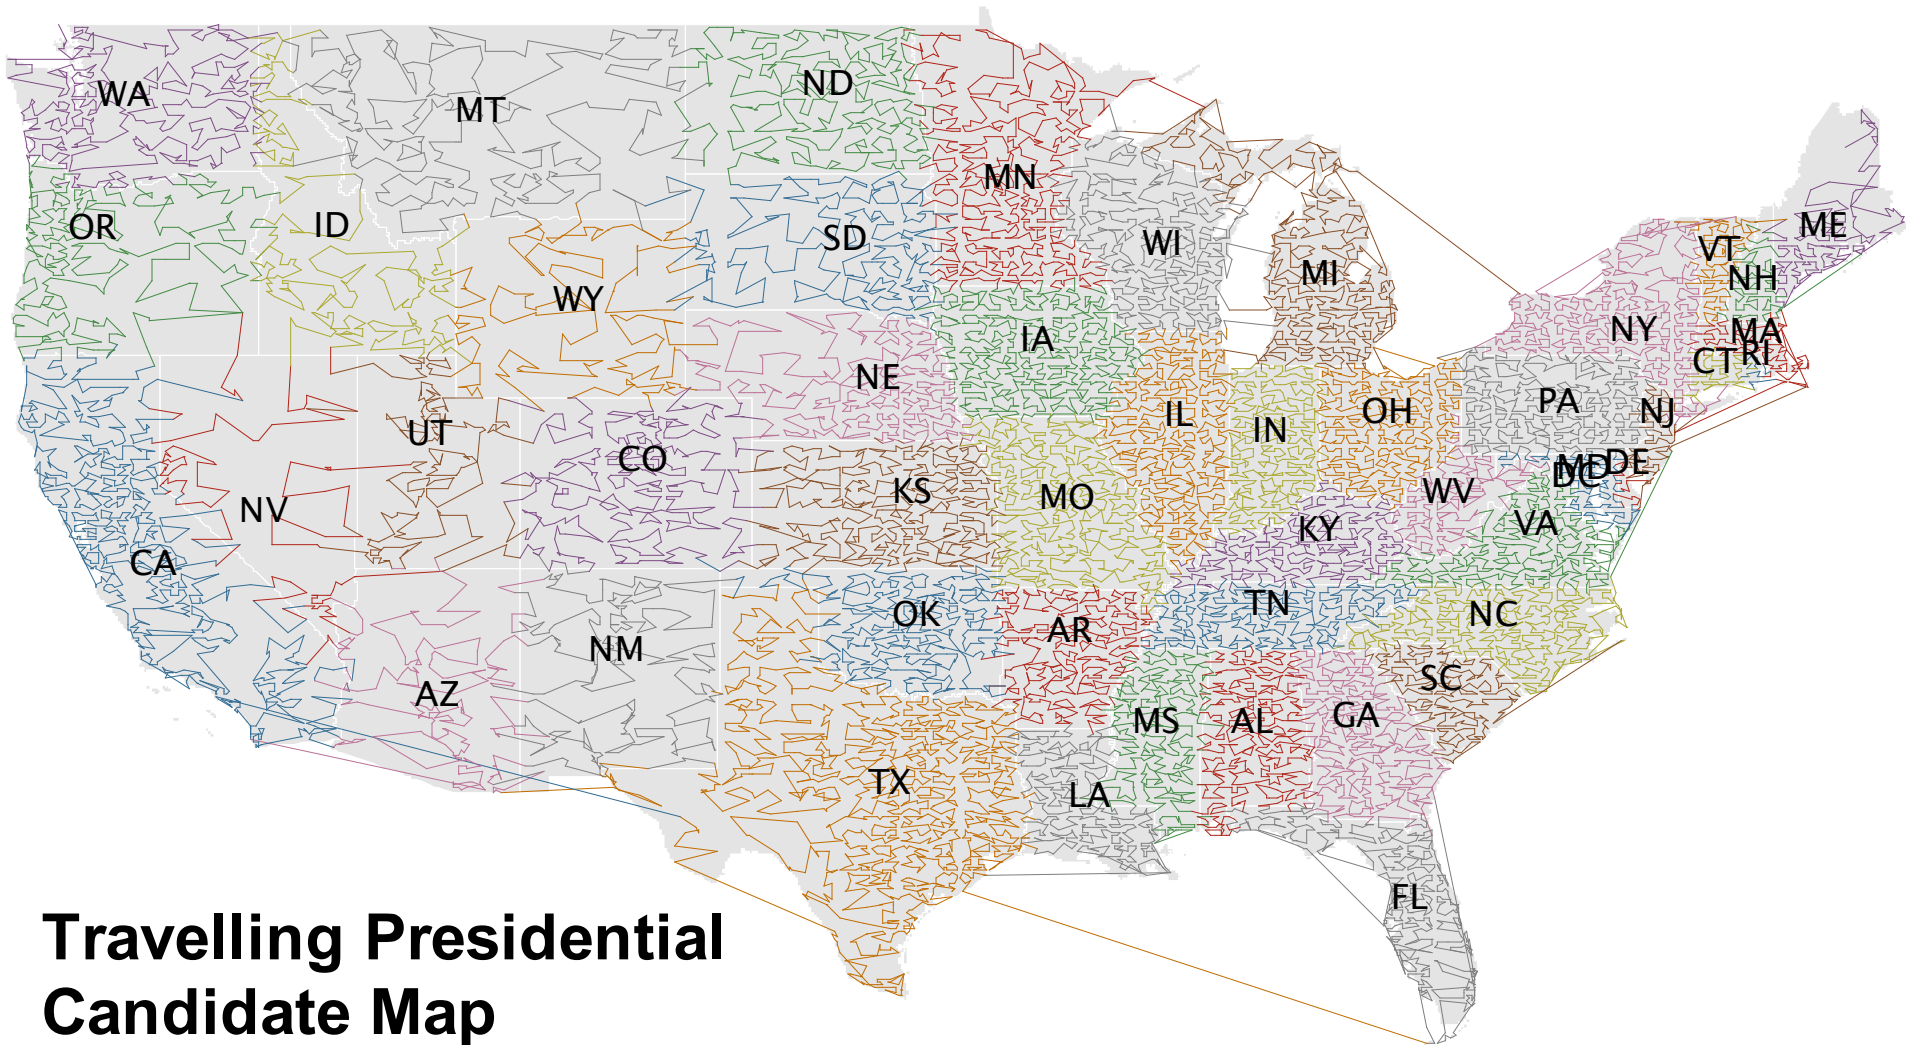 WA
MT
ND
MN
OR
ID
SD
WI
MI
ME
VT
NH
WY
IA
NY
MA
RI
CT
NE
UT
CO
IL
IN
OH
PA
NJ
NV
KS
MO
WV
DC
MD
DE
CA
KY
VA
OK
AR
TN
NC
NM
AZ
SC
MS
AL
GA
TX
LA
FL
Travelling Presidential
Candidate Map